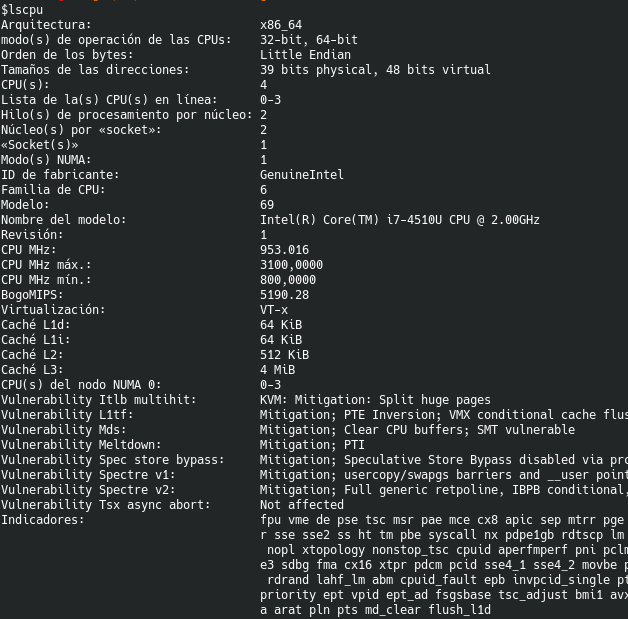 $lscpu
Arquitectura: x86_64
modo(s) de operación de las CPUs: 32-bit, 64-bit
Orden de los bytes: Little Endian
Tamaños de las direcciones: 39 bits physical, 48 bits virtual
CPU(s): 4
Lista de la(s) CPU(s) en línea: 0-3
Hilo(s) de procesamiento por núcleo: 2
Núcleo(s) por «socket»: 2
«Socket(s)» 1
Modo(s) NUMA: 1
ID de fabricante: GenuineIntel
Familia de CPU: 6
Modelo: 69
Nombre del modelo: Intel(R) Core(TM) i7-4510U CPU @ 2.00GHz
Revisión: 1
CPU MHz: 953.016
CPU MHz máx.: 3100,0000
CPU MHz mín.: 800,0000
BogoMIPS: 5190.28
Virtualización: VT-x
Caché L1d: 64 KiB
Caché L1i: 64 KiB
Caché L2: 512 KiB
Caché L3: 4 MiB
CPU(s) del nodo NUMA 0: 0-3
Vulnerability Itlb multihit: KVM: Mitigation: Split huge pages
Vulnerability L1tf: Mitigation; PTE Inversion; VMX conditional cache flus
Vulnerability Mds: Mitigation; Clear CPU buffers; SMT vulnerable
Vulnerability Meltdown: Mitigation; PTI
Vulnerability Spec store bypass: Mitigation; Speculative Store Bypass disabled via prc
Vulnerability Spectre v1: Mitigation; usercopy/swapgs barriers and __user point
Vulnerability Spectre v2: Mitigation; Full generic retpoline, IBPB conditional,
Vulnerability Tsx async abort: Not affected
Indicadores: fpu vme de pse tsc msr pae mce cx8 apic sep mtrr pge
r sse sse2 ss ht tm pbe syscall nx pdpe1gb rdtscp lm
nopl xtopology nonstop_tsc cpuid aperfmperf pni pclm
e3 sdbg fma cx16 xtpr pdcm pcid sse4_1 sse4_2 movbe p
rdrand lahf_lm abm cpuid_fault epb invpcid_single pt
priority ept vpid ept_ad fsgsbase tsc_adjust bmi1 avx
a arat pln pts md_clear flush_l1d